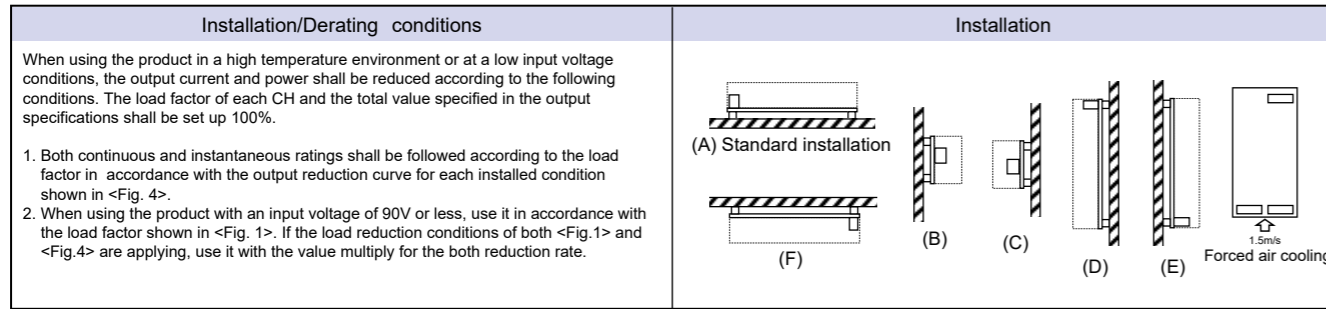 Installation/Derating conditions
When using the product in a high temperature environment or at a low input voltage
conditions, the output current and power shall be reduced according to the following
conditions. The load factor of each CH and the total value specified in the output
specifications shall be set up 100%.
1. Both continuous and instantaneous ratings shall be followed according to the load
factor in accordance with the output reduction curve for each installed condition
shown in <Fig. 4>.
2. When using the product with an input voltage of 90V or less, use it in accordance with
the load factor shown in <Fig. 1>. If the load reduction conditions of both <Fig.1> and
<Fig.4> are applying, use it with the value multiply for the both reduction rate.
Installation
(A) Standard installation
(F)
(B)
(C)
(D)
(E)
1.5m/s
Forced air cooling